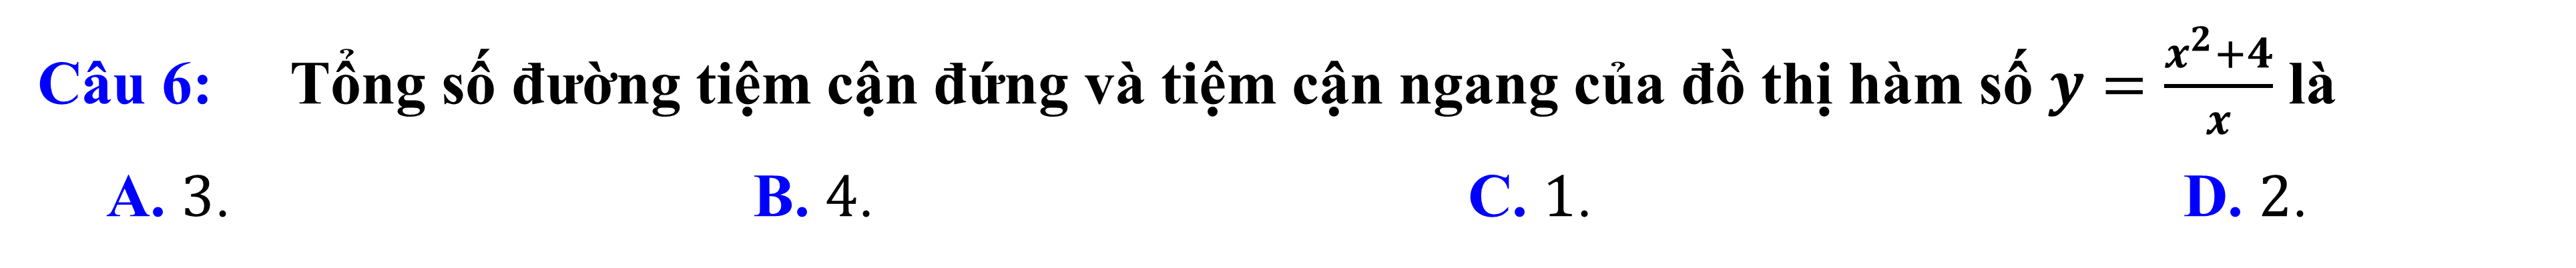 Câu 6: Tổng số đường tiệm cận đứng và tiệm cận ngang của đồ thị hàm số $y = \frac{x^2+4}{x}$ là
A. 3. B. 4. C. 1. D. 2.